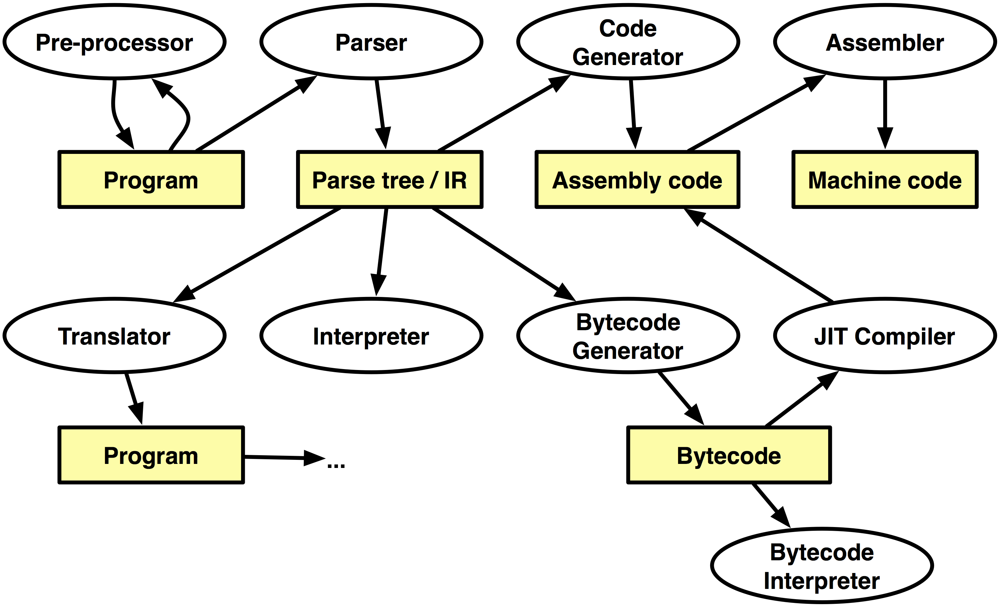 Pre-processor
Parser
Code
Generator
Assembler
Program
Parse tree / IR
Assembly code
Machine code
Translator
Interpreter
Bytecode
Generator
JIT Compiler
Program
...
Bytecode
Bytecode
Interpreter